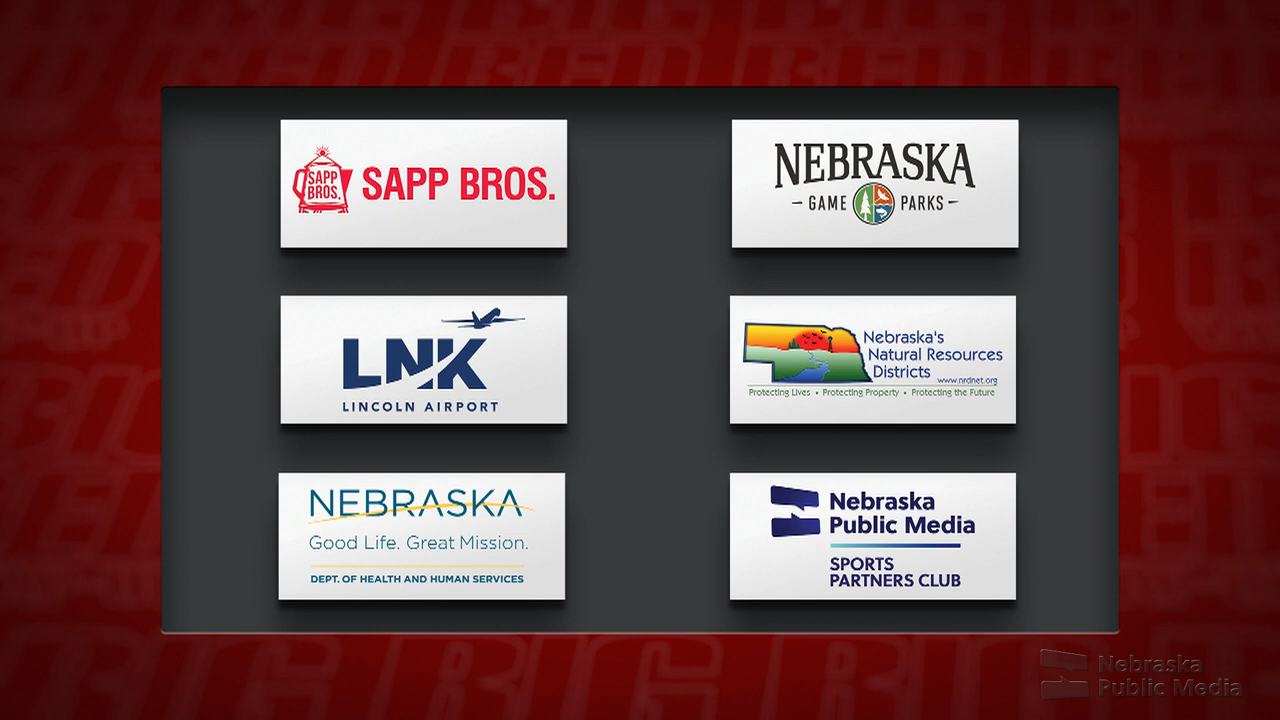 SAPP BROS.
SAPP BROS.
NEBRASKA
GAME PARKS
LNK
LINCOLN AIRPORT
Nebraska's
Natural Resources
Districts
www.nrdnet.org
Protecting Lives • Protecting Property • Protecting the Future
NEBRASKA
Good Life. Great Mission.
DEPT. OF HEALTH AND HUMAN SERVICES
Nebraska
Public Media
SPORTS
PARTNERS CLUB
Nebraska
Public Media